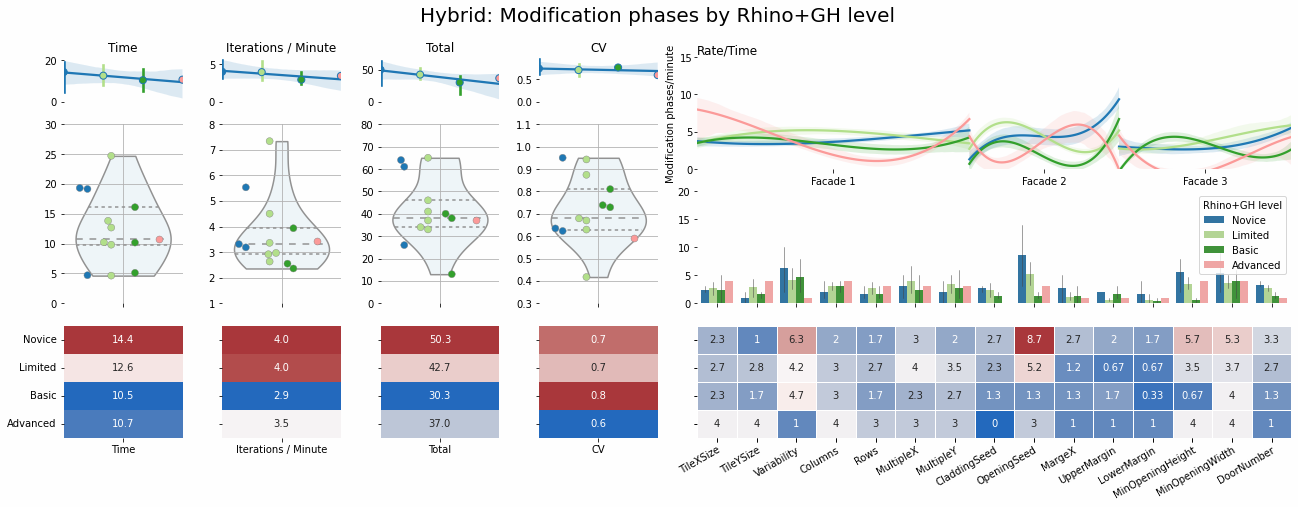 Hybrid: Modification phases by Rhino+GH level
Time
Iterations / Minute
Total
CV
Rate/Time
20
0
5
0
50
0
0.5
0.0
Modification phases/minute
15
10
5
0
Facade 1
Facade 2
Facade 3
30
25
20
15
10
5
0
8
7
6
5
4
3
2
1
80
70
60
50
40
30
20
10
0
1.1
1.0
0.9
0.8
0.7
0.6
0.5
0.4
0.3
20
15
10
5
0
Rhino+GH level
Novice
Limited
Basic
Advanced
Novice 14.4 4.0 50.3 0.7 2.3 1 6.3 2 1.7 3 2 2.7 8.7 2.7 2 1.7 5.7 5.3 3.3
Limited 12.6 4.0 42.7 0.7 2.7 2.8 4.2 3 2.7 4 3.5 2.3 5.2 1.2 0.67 0.67 3.5 3.7 2.7
Basic 10.5 2.9 30.3 0.8 2.3 1.7 4.7 3 1.7 2.3 2.7 1.3 1.3 1.3 1.7 0.33 0.67 4 1.3
Advanced 10.7 3.5 37.0 0.6 4 4 1 4 3 3 3 0 3 1 1 1 4 4 1
Time
Iterations / Minute
Total
CV
TileXSize
TileYSize
Variability
Columns
Rows
MultipleX
MultipleY
CladdingSeed
OpeningSeed
MargeX
UpperMargin
LowerMargin
MinOpeningHeight
MinOpeningWidth
DoorNumber